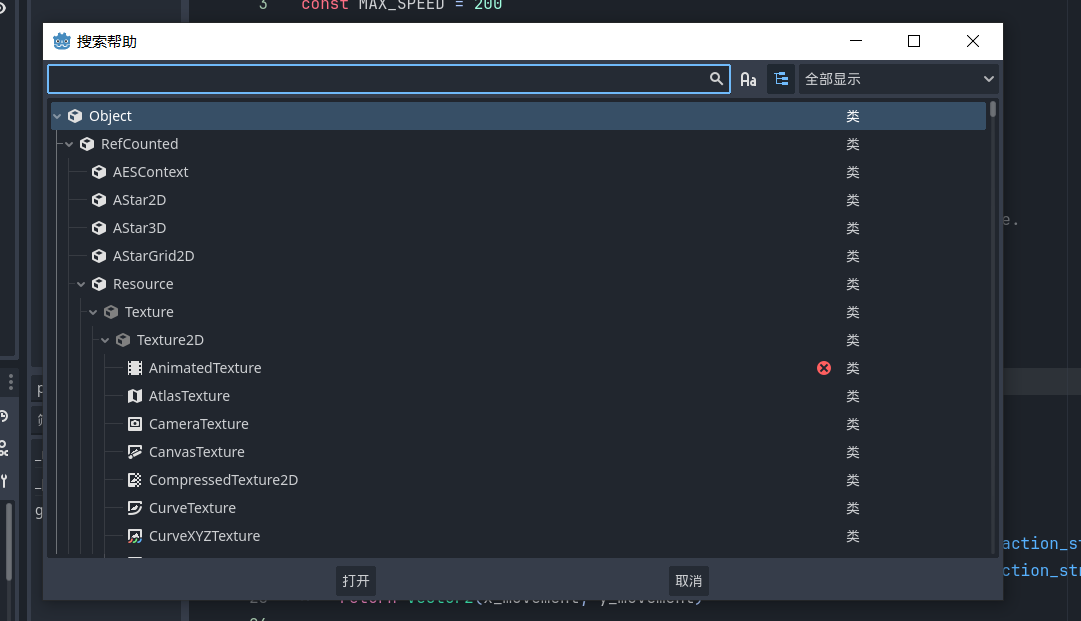 3 const MAX_SPEED = 200
搜索帮助
Aa 全部显示
Object 类
RefCounted 类
AESContext 类
AStar2D 类
AStar3D 类
AStarGrid2D 类
Resource 类
Texture 类
Texture2D 类
AnimatedTexture 类
AtlasTexture 类
CameraTexture 类
CanvasTexture 类
CompressedTexture2D 类
CurveTexture 类
CurveXYZTexture 类
打开 取消